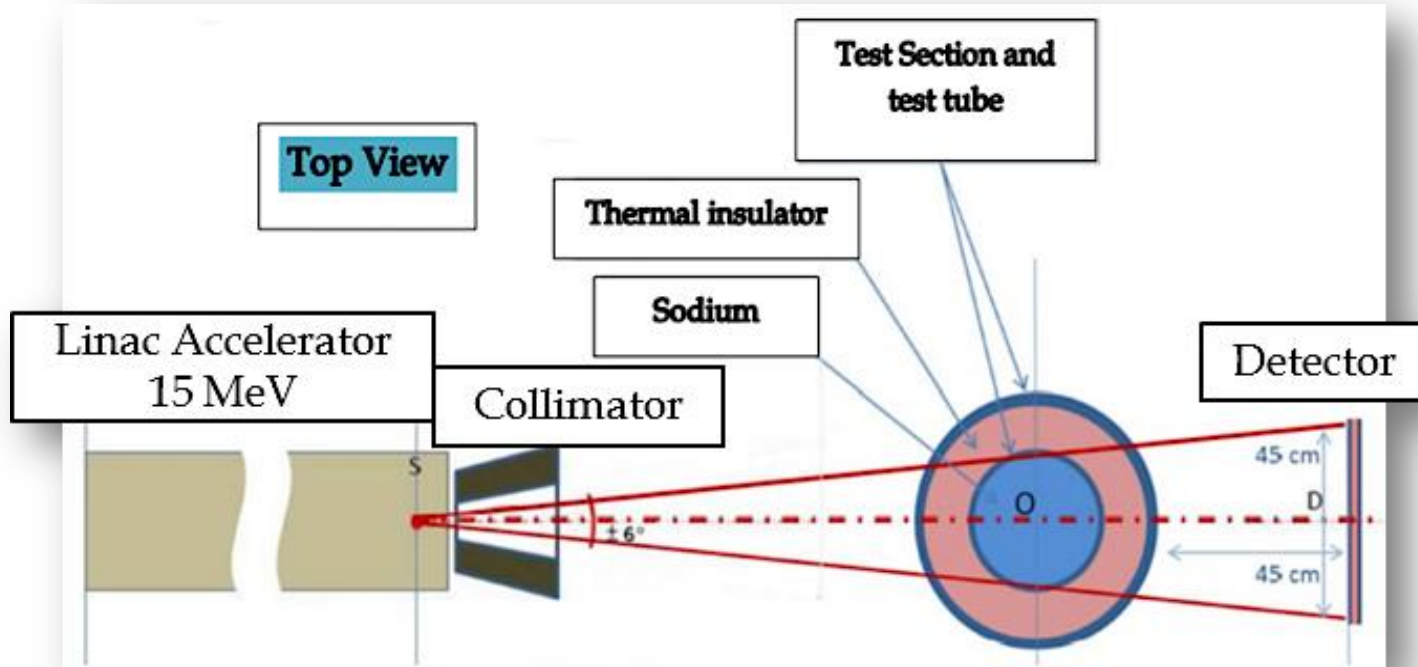 Test Section and
test tube
Top View
Thermal insulator
Sodium
Linac Accelerator
15 MeV
Collimator
Detector
S
± 6°
O
45 cm
D
45 cm